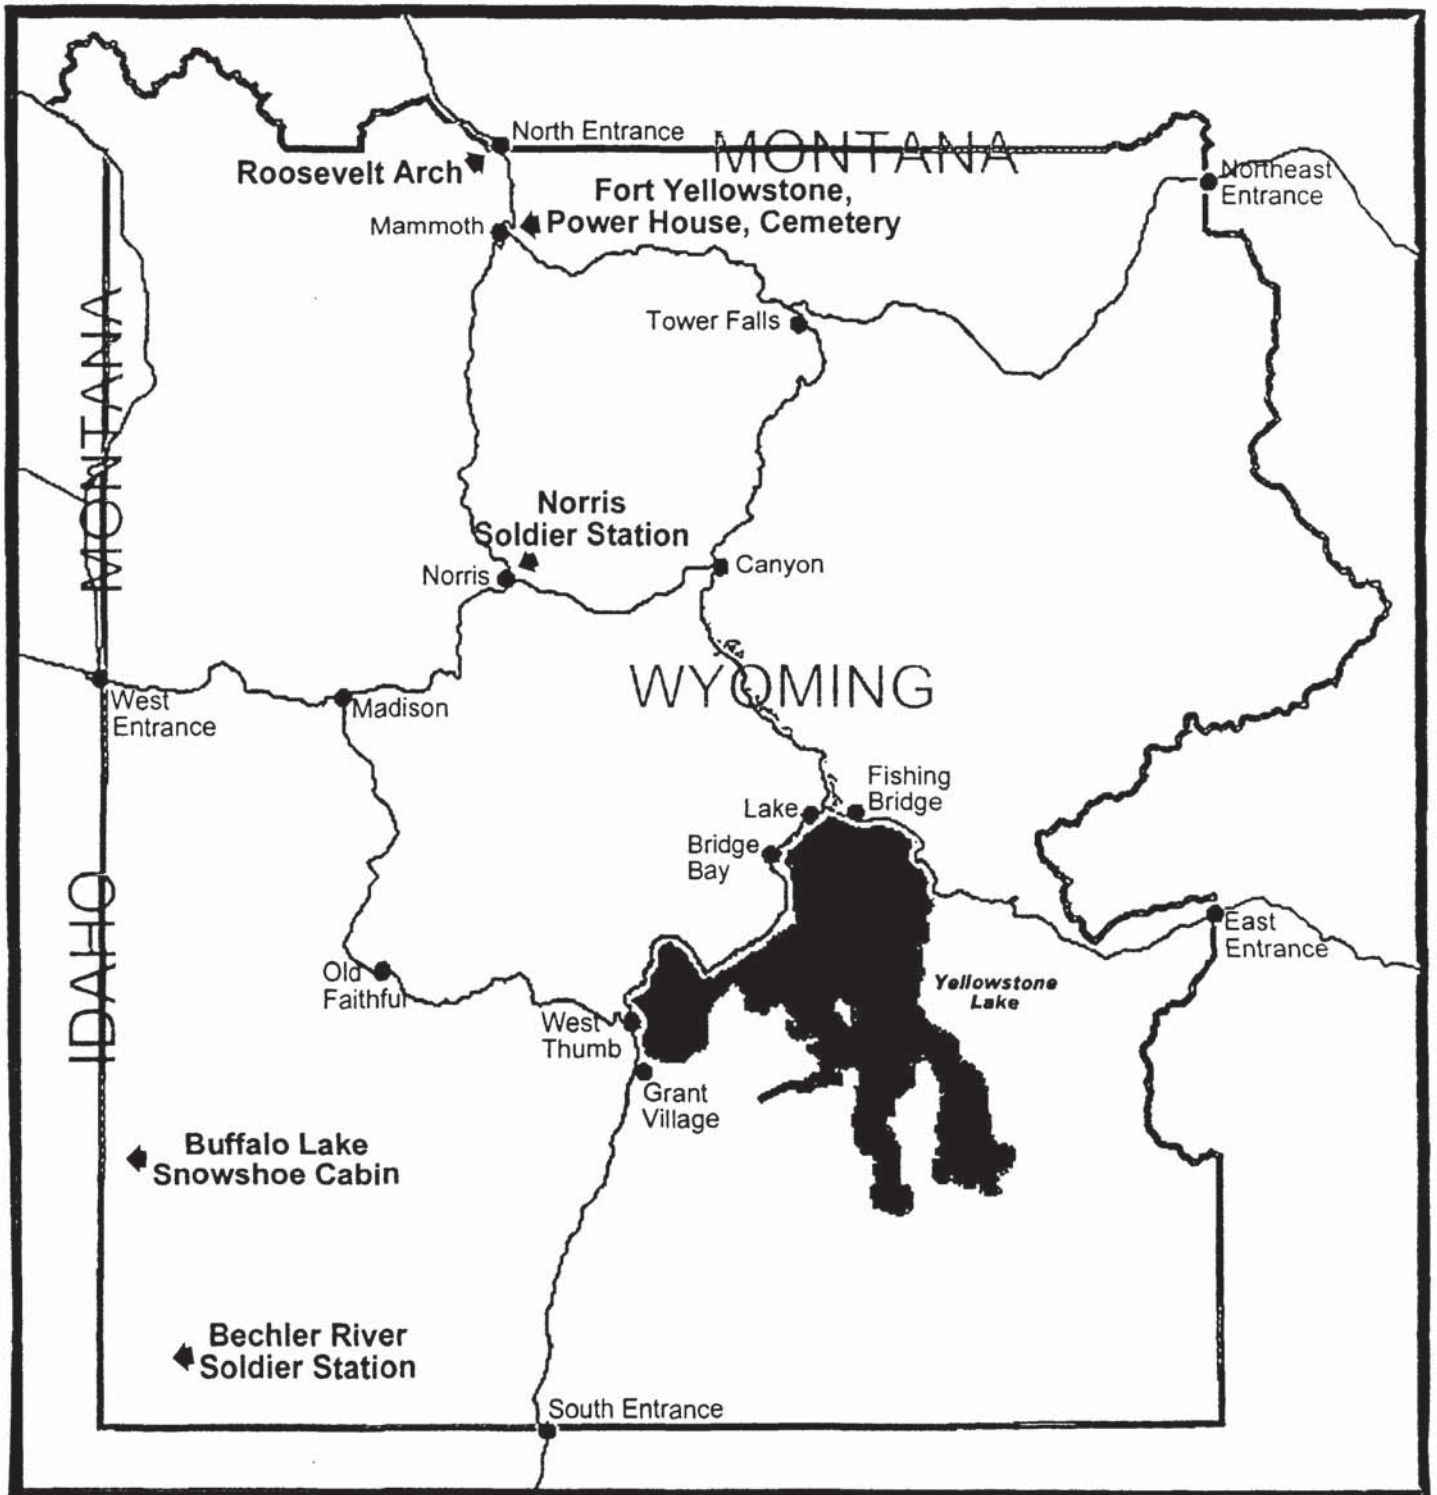 North Entrance
MONTANA
Roosevelt Arch
Northeast
Entrance
Fort Yellowstone,
Power House, Cemetery
Mammoth
Tower Falls
MONTANA
Norris
Soldier Station
Norris
Canyon
WYOMING
West
Entrance
Madison
Fishing
Bridge
Lake
Bridge
Bay
IDAHO
East
Entrance
Old
Faithful
Yellowstone
Lake
West
Thumb
Grant
Village
Buffalo Lake
Snowshoe Cabin
Bechler River
Soldier Station
South Entrance